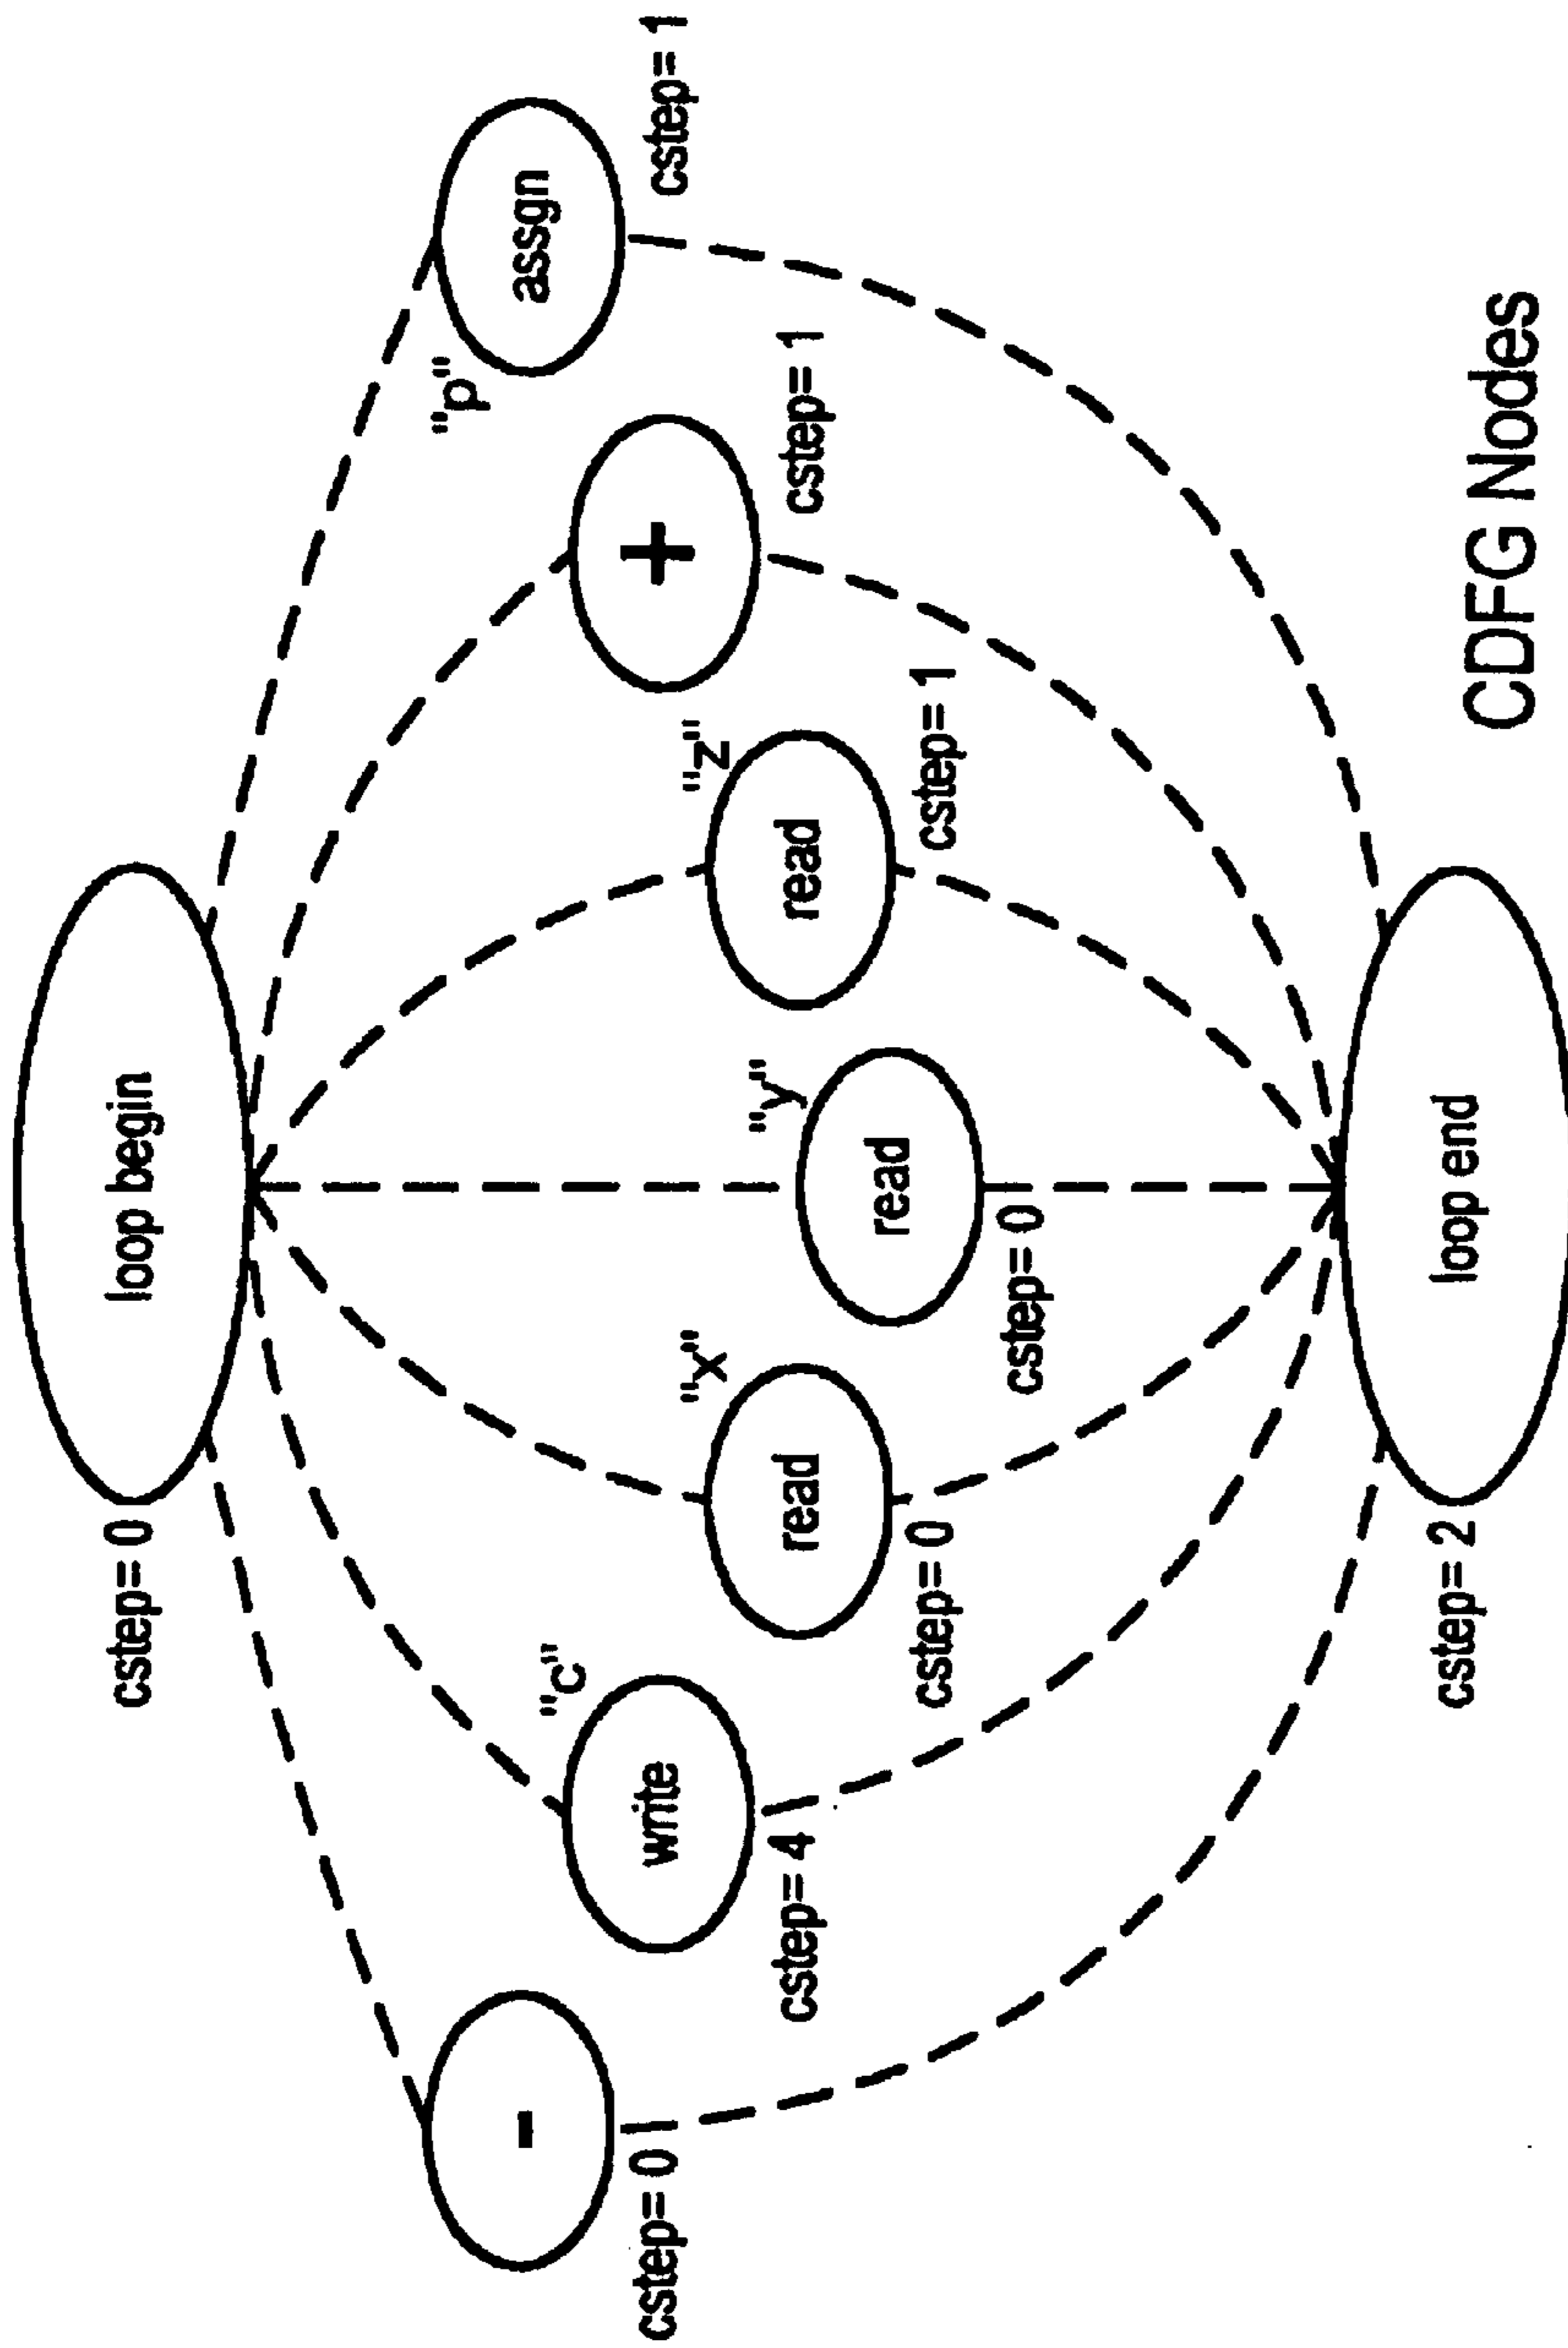 cstep= 0 loop begin
"p"
- assgn
"c"
cstep= 0 write + cstep= 1
"x" "z"
"y"
cstep= 4 read read cstep= 1
read
cstep= 0 cstep= 1
cstep= 0
cstep= 2 loop end
CDFG Nodes